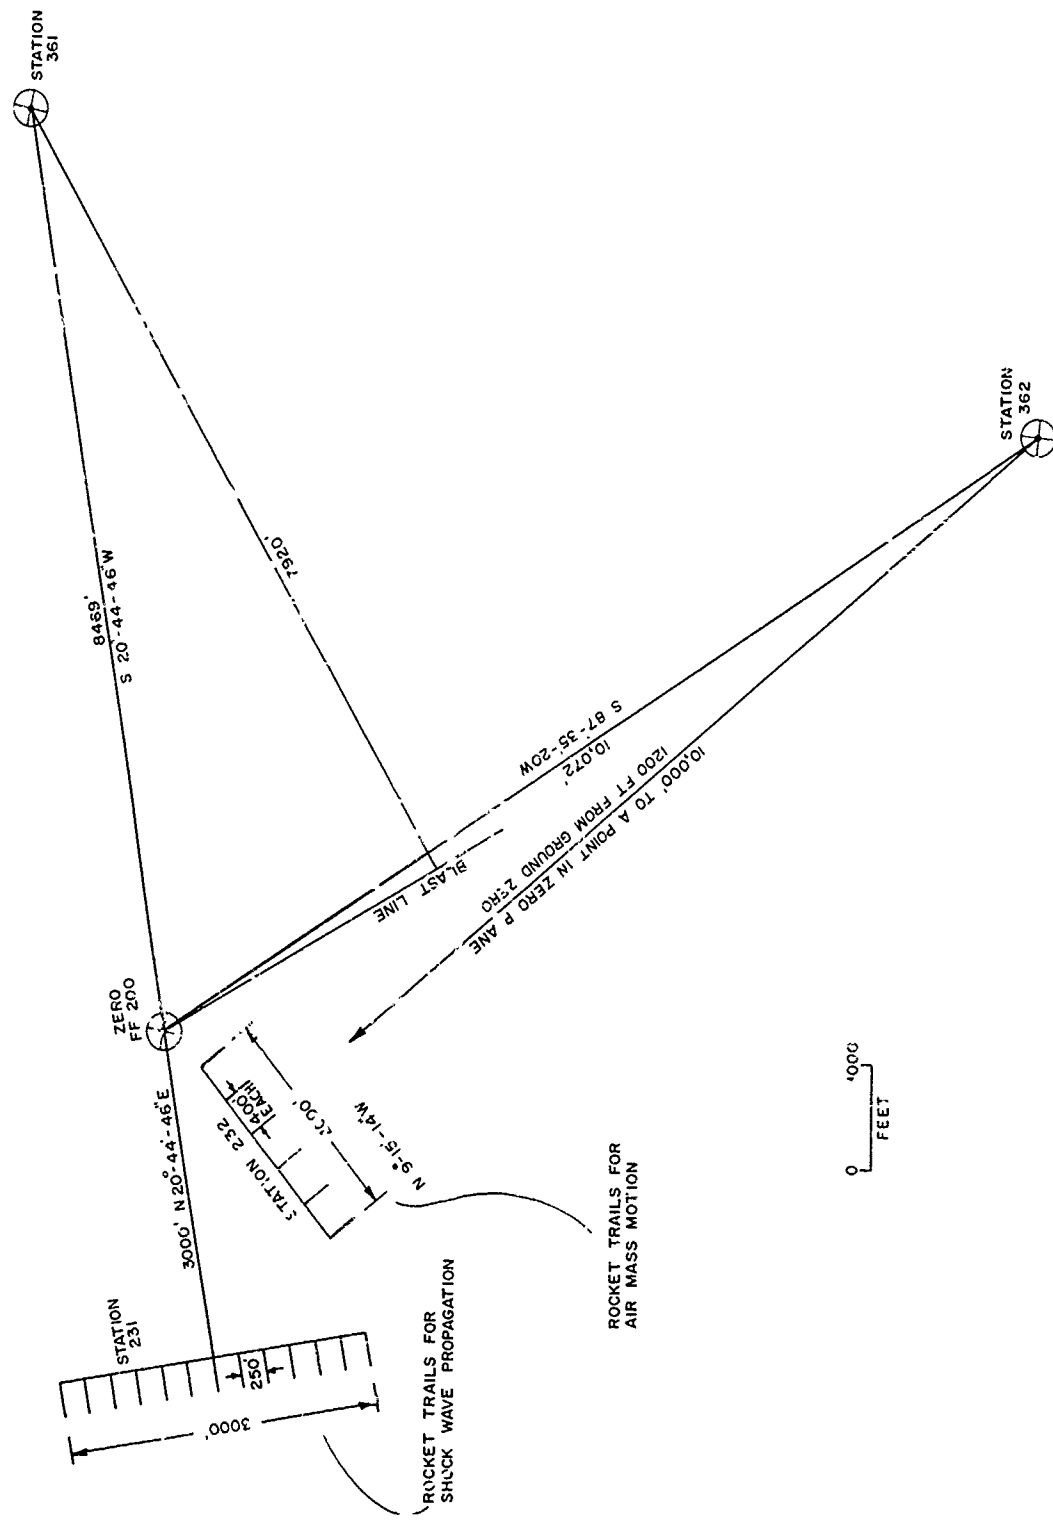 STATION
361
8469'
S 20°-44'-46"W
7920'
ZERO
FF 200
BLAST LINE
S 87°-35'-20W
10,072'
10,000' TO A POINT IN ZERO P ANE
1200 FT FROM GROUND ZERO
STATION
362
3000' N 20°-44'-46"E
STATION 232
400'
(EACH)
N 9°-15'-14"W
STATION
231
250'
3000'
ROCKET TRAILS FOR
SHOCK WAVE PROPAGATION
ROCKET TRAILS FOR
AIR MASS MOTION
0
1000
FEET